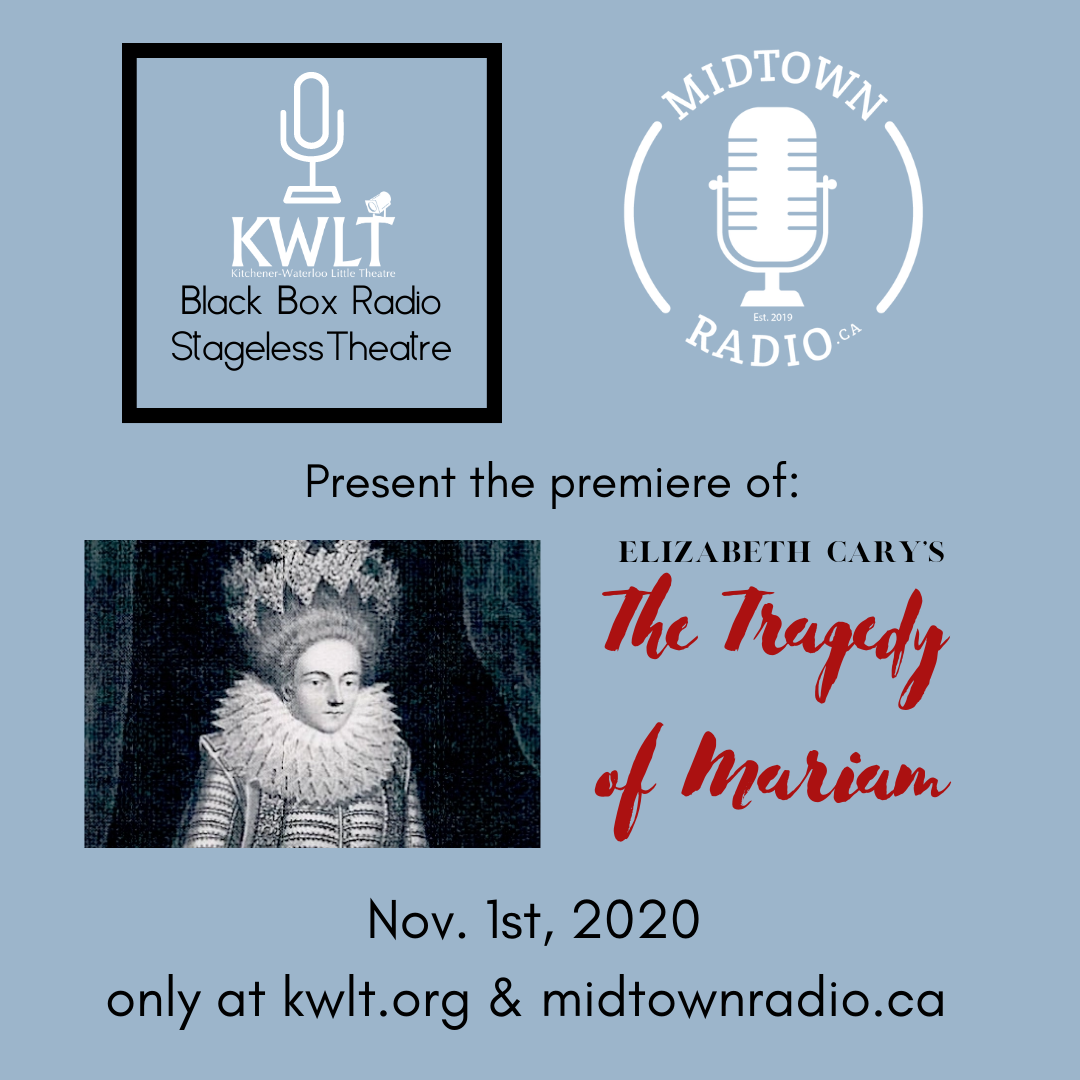 KWLT
Kitchener-Waterloo Little Theatre
Black Box Radio
StagelessTheatre
MIDTOWN
Est. 2019
RADIO.CA
Present the premiere of:
ELIZABETH CARY'S
The Tragedy
of Mariam
Nov. 1st, 2020
only at kwlt.org & midtownradio.ca